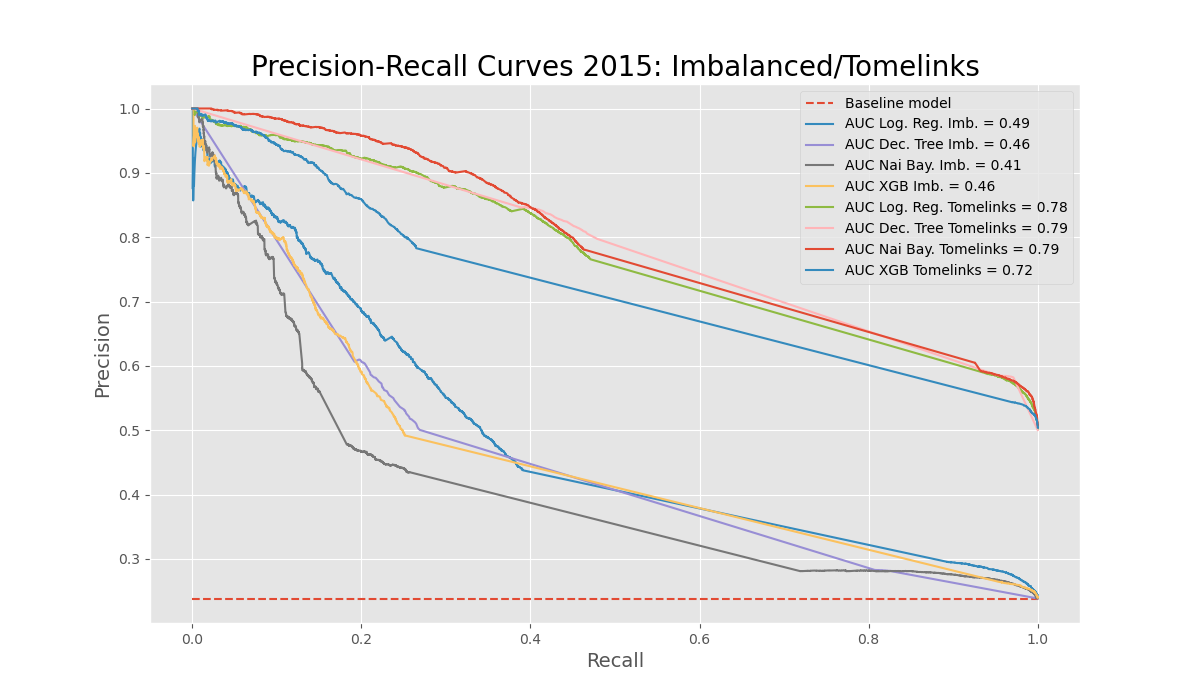 Precision-Recall Curves 2015: Imbalanced/Tomelinks
Baseline model
AUC Log. Reg. Imb. = 0.49
AUC Dec. Tree Imb. = 0.46
AUC Nai Bay. Imb. = 0.41
AUC XGB Imb. = 0.46
AUC Log. Reg. Tomelinks = 0.78
AUC Dec. Tree Tomelinks = 0.79
AUC Nai Bay. Tomelinks = 0.79
AUC XGB Tomelinks = 0.72
Precision
1.0
0.9
0.8
0.7
0.6
0.5
0.4
0.3
0.0 0.2 0.4 0.6 0.8 1.0
Recall